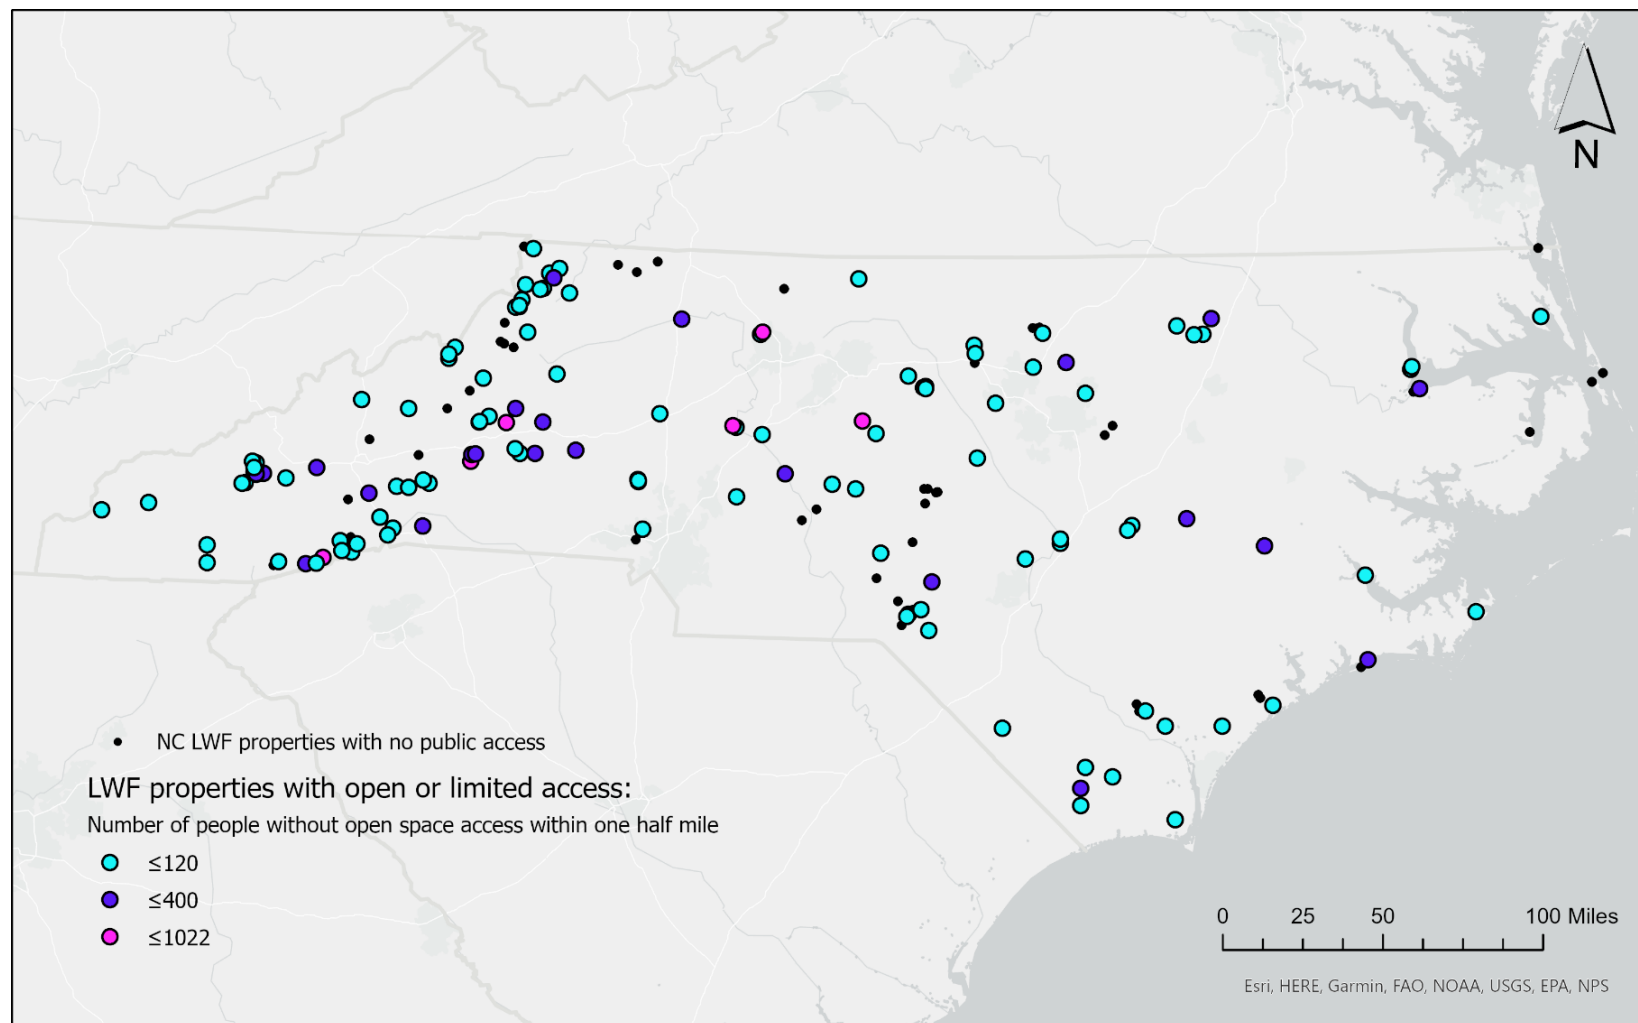 N
NC LWF properties with no public access
LWF properties with open or limited access:
Number of people without open space access within one half mile
≤120
≤400
≤1022
0 25 50 100 Miles
Esri, HERE, Garmin, FAO, NOAA, USGS, EPA, NPS